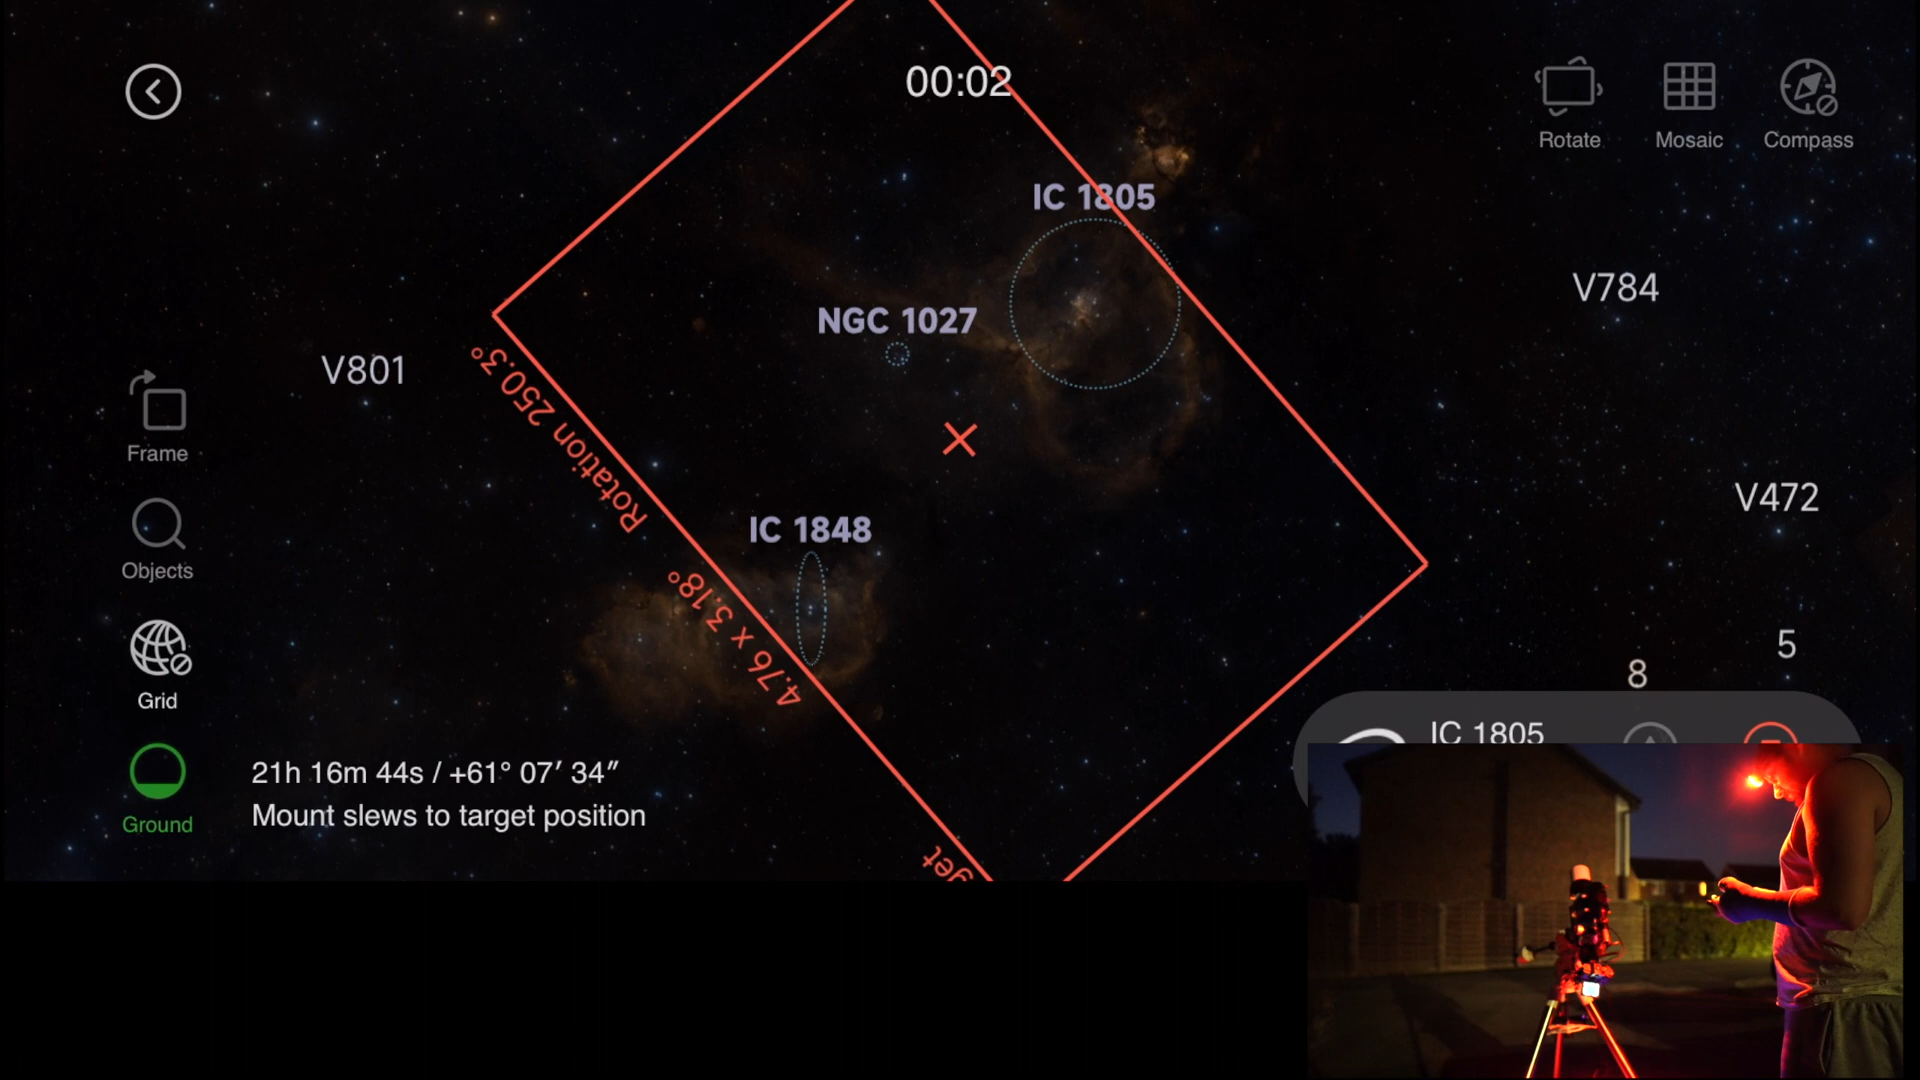 00:02
Rotate
Mosaic
Compass
IC 1805
V784
NGC 1027
V801
Rotation 250.3°
Frame
V472
IC 1848
Objects
4.76 x 3.18°
5
8
Grid
IC 1805
21h 16m 44s / +61° 07′ 34″
Mount slews to target position
Ground
get